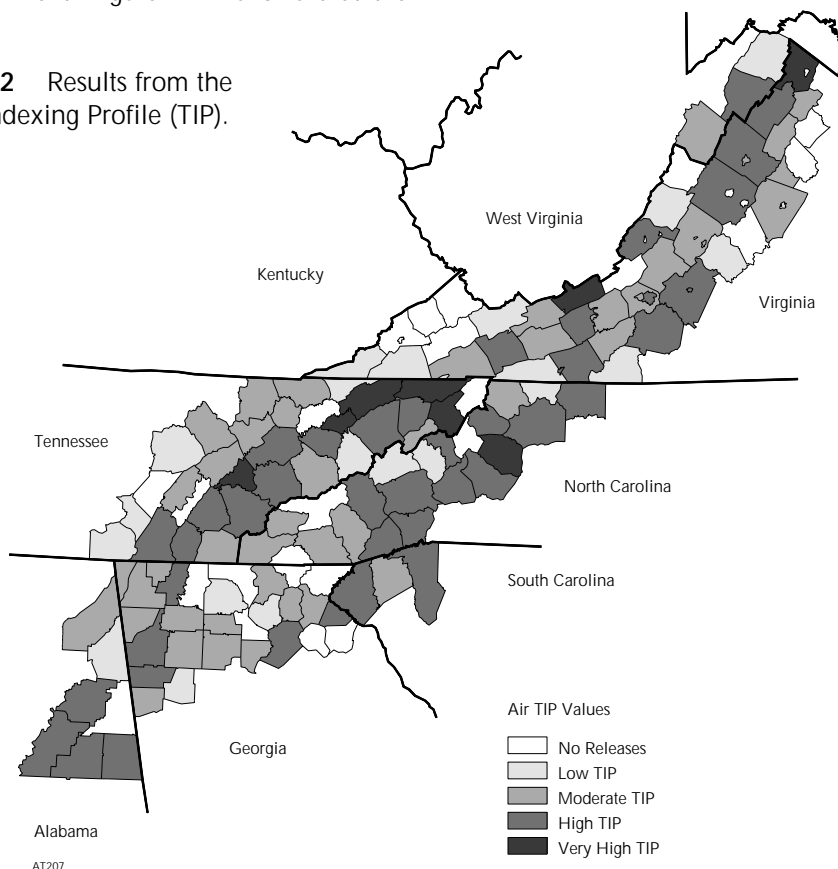 2 Results from the
Indexing Profile (TIP).
West Virginia
Kentucky
Virginia
Tennessee
North Carolina
South Carolina
Georgia
Alabama
Air TIP Values
No Releases
Low TIP
Moderate TIP
High TIP
Very High TIP
AT207